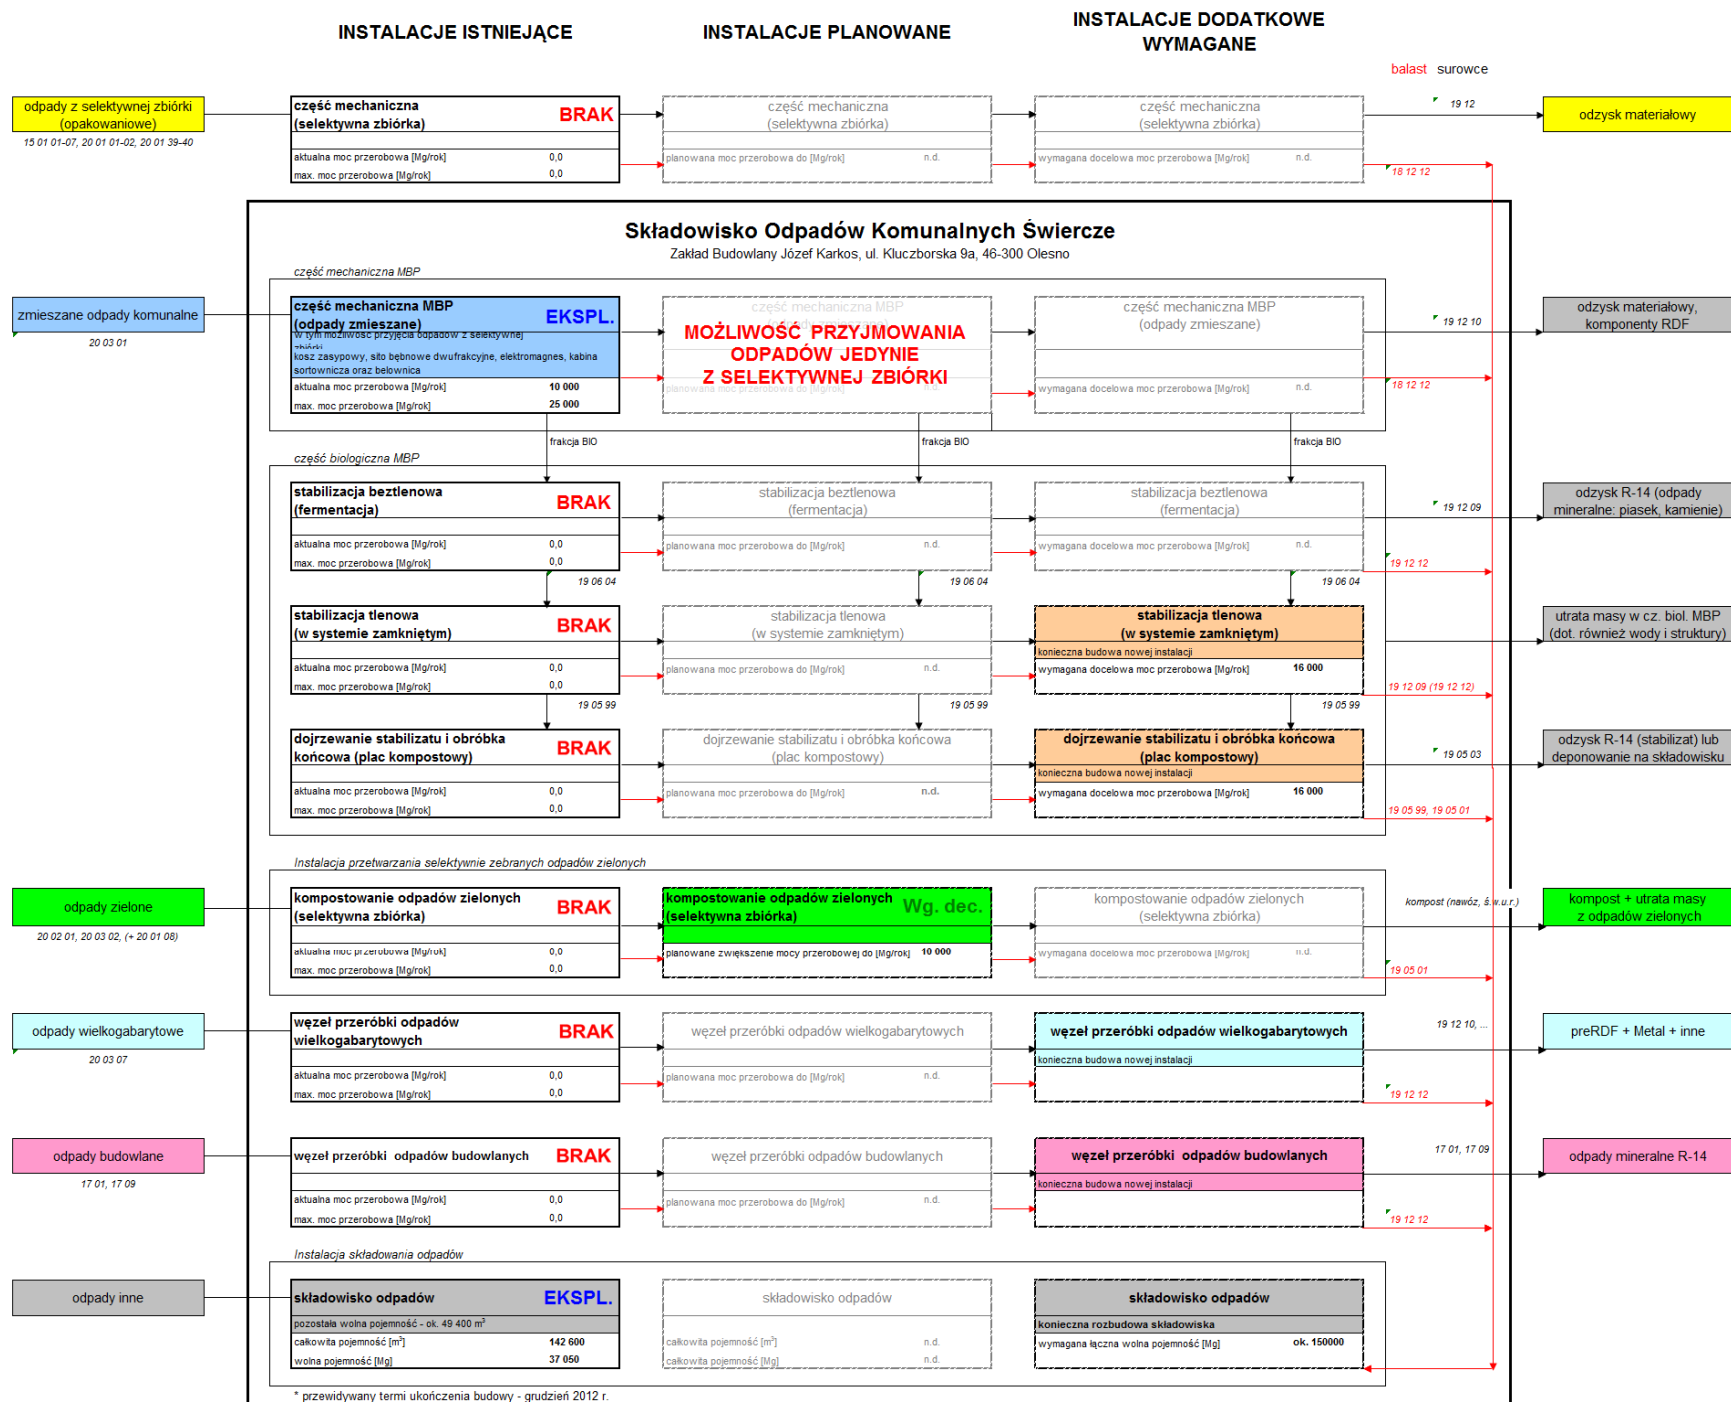 INSTALACJE ISTNIEJĄCE
INSTALACJE PLANOWANE
INSTALACJE DODATKOWE
WYMAGANE
balast surowce
odpady z selektywnej zbiórki
(opakowaniowe)
15 01 01-07, 20 01 01-02, 20 01 39-40
część mechaniczna
(selektywna zbiórka)
BRAK
aktualna moc przerobowa [Mg/rok] 0,0
max. moc przerobowa [Mg/rok] 0,0
część mechaniczna
(selektywna zbiórka)
planowana moc przerobowa do [Mg/rok] n.d.
część mechaniczna
(selektywna zbiórka)
wymagana docelowa moc przerobowa [Mg/rok] n.d.
19 12
18 12 12
odzysk materiałowy
Składowisko Odpadów Komunalnych Świercze
Zakład Budowlany Józef Karkos, ul. Kluczborska 9a, 46-300 Olesno
część mechaniczna MBP
zmieszane odpady komunalne
20 03 01
część mechaniczna MBP
(odpady zmieszane)
EKSPL.
w tym możliwość przyjęcia odpadów z selektywnej
zbiórki
kosz zasypowy, sito bębnowe dwufrakcyjne, elektromagnes, kabina
sortownicza oraz belownica
aktualna moc przerobowa [Mg/rok] 10 000
max. moc przerobowa [Mg/rok] 25 000
część mechaniczna MBP
MOŻLIWOŚĆ PRZYJMOWANIA
ODPADÓW JEDYNIE
Z SELEKTYWNEJ ZBIÓRKI
planowana moc przerobowa do [Mg/rok] n.d.
część mechaniczna MBP
(odpady zmieszane)
wymagana docelowa moc przerobowa [Mg/rok] n.d.
19 12 10
18 12 12
odzysk materiałowy,
komponenty RDF
frakcja BIO
frakcja BIO
frakcja BIO
część biologiczna MBP
stabilizacja beztlenowa
(fermentacja)
BRAK
aktualna moc przerobowa [Mg/rok] 0,0
max. moc przerobowa [Mg/rok] 0,0
stabilizacja beztlenowa
(fermentacja)
planowana moc przerobowa do [Mg/rok] n.d.
stabilizacja beztlenowa
(fermentacja)
wymagana docelowa moc przerobowa [Mg/rok] n.d.
19 12 09
19 12 12
odzysk R-14 (odpady
mineralne: piasek, kamienie)
19 06 04
19 06 04
19 06 04
stabilizacja tlenowa
(w systemie zamkniętym)
BRAK
aktualna moc przerobowa [Mg/rok] 0,0
max. moc przerobowa [Mg/rok] 0,0
stabilizacja tlenowa
(w systemie zamkniętym)
planowana moc przerobowa do [Mg/rok] n.d.
stabilizacja tlenowa
(w systemie zamkniętym)
konieczna budowa nowej instalacji
wymagana docelowa moc przerobowa [Mg/rok] 16 000
19 12 09 (19 12 12)
utrata masy w cz. biol. MBP
(dot. również wody i struktury)
19 05 99
19 05 99
19 05 99
dojrzewanie stabilizatu i obróbka
końcowa (plac kompostowy)
BRAK
aktualna moc przerobowa [Mg/rok] 0,0
max. moc przerobowa [Mg/rok] 0,0
dojrzewanie stabilizatu i obróbka końcowa
(plac kompostowy)
planowana moc przerobowa do [Mg/rok] n.d.
dojrzewanie stabilizatu i obróbka końcowa
(plac kompostowy)
konieczna budowa nowej instalacji
wymagana docelowa moc przerobowa [Mg/rok] 16 000
19 05 03
19 05 99, 19 05 01
odzysk R-14 (stabilizat) lub
deponowanie na składowisku
Instalacja przetwarzania selektywnie zebranych odpadów zielonych
odpady zielone
20 02 01, 20 03 02, (+ 20 01 08)
kompostowanie odpadów zielonych
(selektywna zbiórka)
BRAK
aktualna moc przerobowa [Mg/rok] 0,0
max. moc przerobowa [Mg/rok] 0,0
kompostowanie odpadów zielonych
(selektywna zbiórka)
Wg. dec.
planowane zwiększenie mocy przerobowej do [Mg/rok] 10 000
kompostowanie odpadów zielonych
(selektywna zbiórka)
wymagana docelowa moc przerobowa [Mg/rok] n.d.
kompost (nawóz, ś.w.u.r.)
19 05 01
kompost + utrata masy
z odpadów zielonych
odpady wielkogabarytowe
20 03 07
węzeł przeróbki odpadów
wielkogabarytowych
BRAK
aktualna moc przerobowa [Mg/rok] 0,0
max. moc przerobowa [Mg/rok] 0,0
węzeł przeróbki odpadów wielkogabarytowych
planowana moc przerobowa do [Mg/rok] n.d.
węzeł przeróbki odpadów wielkogabarytowych
konieczna budowa nowej instalacji
19 12 10, ...
19 12 12
preRDF + Metal + inne
odpady budowlane
17 01, 17 09
węzeł przeróbki odpadów budowlanych
BRAK
aktualna moc przerobowa [Mg/rok] 0,0
max. moc przerobowa [Mg/rok] 0,0
węzeł przeróbki odpadów budowlanych
planowana moc przerobowa do [Mg/rok] n.d.
węzeł przeróbki odpadów budowlanych
konieczna budowa nowej instalacji
17 01, 17 09
19 12 12
odpady mineralne R-14
Instalacja składowania odpadów
odpady inne
składowisko odpadów
EKSPL.
pozostała wolna pojemność - ok. 49 400 m³
całkowita pojemność [m³] 142 600
wolna pojemność [Mg] 37 050
składowisko odpadów
całkowita pojemność [m³] n.d.
całkowita pojemność [Mg] n.d.
składowisko odpadów
konieczna rozbudowa składowiska
wymagana łączna wolna pojemność [Mg] ok. 150000
* przewidywany termi ukończenia budowy - grudzień 2012 r.